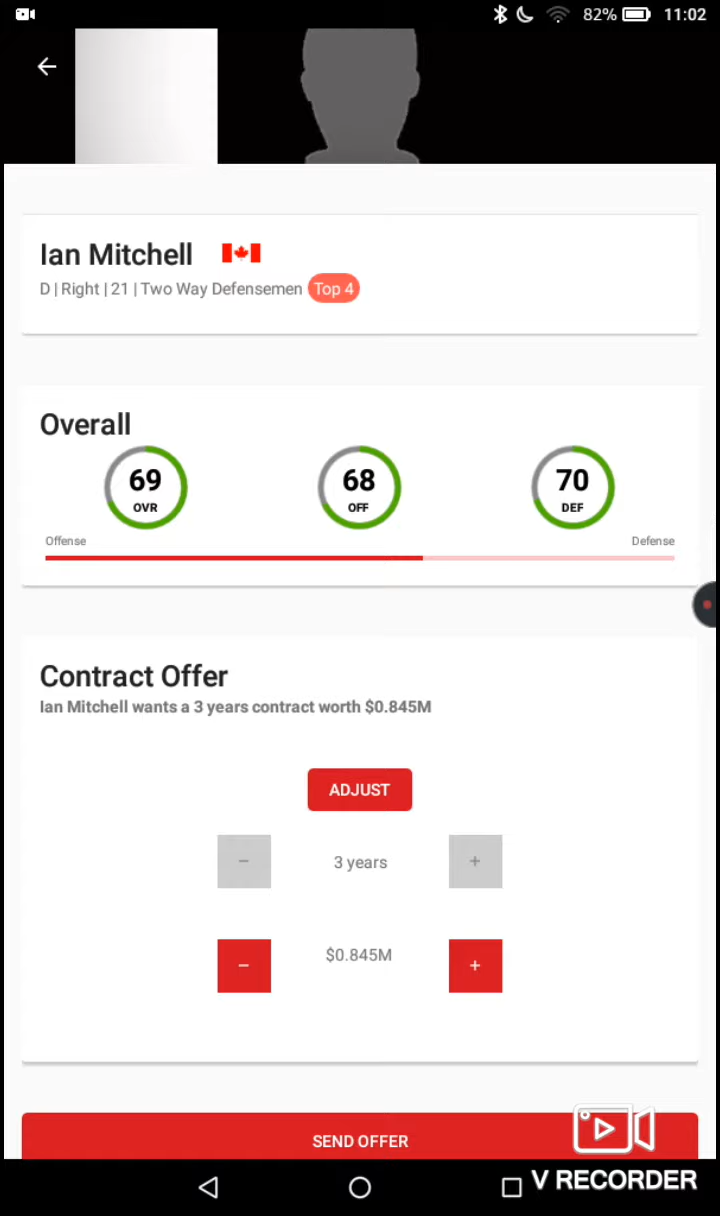 82% 11:02
Ian Mitchell
D | Right | 21 | Two Way Defensemen Top 4
Overall
69 68 70
OVR OFF DEF
Offense Defense
Contract Offer
Ian Mitchell wants a 3 years contract worth $0.845M
ADJUST
− 3 years +
− $0.845M +
SEND OFFER
V RECORDER